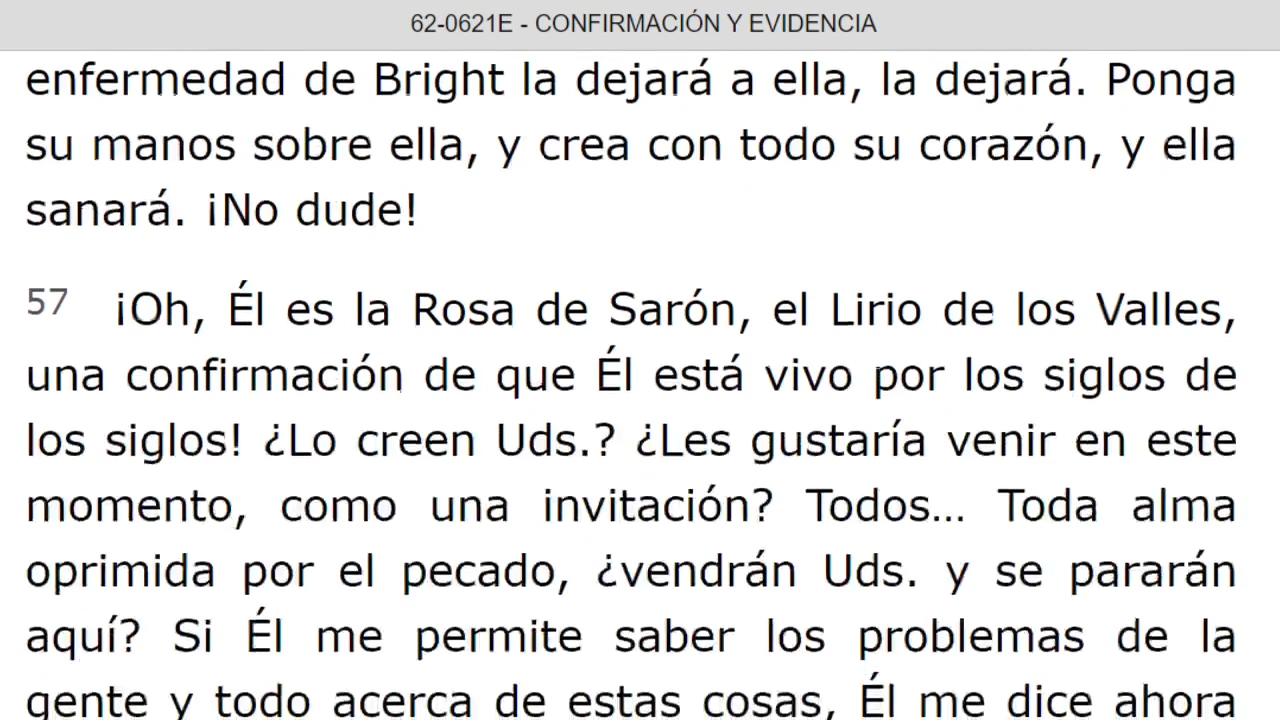 62-0621E - CONFIRMACIÓN Y EVIDENCIA
enfermedad de Bright la dejará a ella, la dejará. Ponga
su manos sobre ella, y crea con todo su corazón, y ella
sanará. ¡No dude!
57 ¡Oh, Él es la Rosa de Sarón, el Lirio de los Valles,
una confirmación de que Él está vivo por los siglos de
los siglos! ¿Lo creen Uds.? ¿Les gustaría venir en este
momento, como una invitación? Todos… Toda alma
oprimida por el pecado, ¿vendrán Uds. y se pararán
aquí? Si Él me permite saber los problemas de la
gente y todo acerca de estas cosas, Él me dice ahora